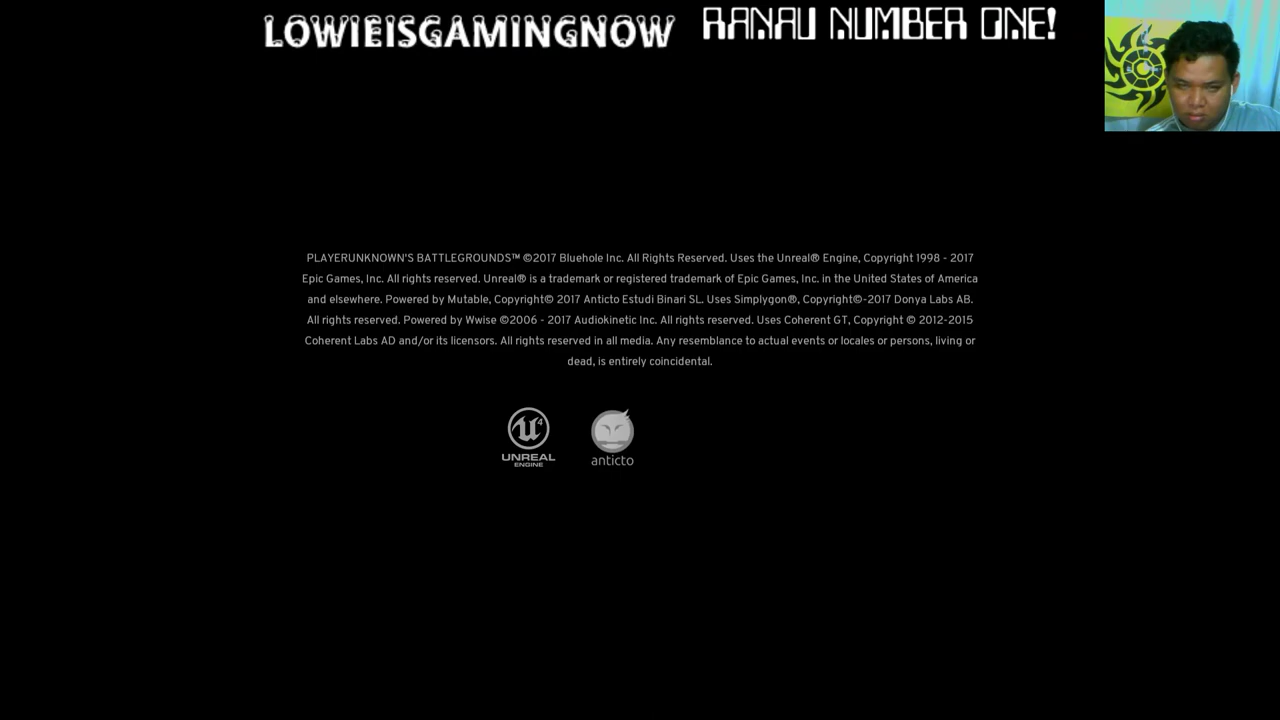 LOWIEISGAMINGNOW
RANAU NUMBER ONE!
PLAYERUNKNOWN'S BATTLEGROUNDS™ ©2017 Bluehole Inc. All Rights Reserved. Uses the Unreal® Engine, Copyright 1998 - 2017
Epic Games, Inc. All rights reserved. Unreal® is a trademark or registered trademark of Epic Games, Inc. in the United States of America
and elsewhere. Powered by Mutable, Copyright© 2017 Anticto Estudi Binari SL. Uses Simplygon®, Copyright©-2017 Donya Labs AB.
All rights reserved. Powered by Wwise ©2006 - 2017 Audiokinetic Inc. All rights reserved. Uses Coherent GT, Copyright © 2012-2015
Coherent Labs AD and/or its licensors. All rights reserved in all media. Any resemblance to actual events or locales or persons, living or
dead, is entirely coincidental.
U4
UNREAL
ENGINE
anticto